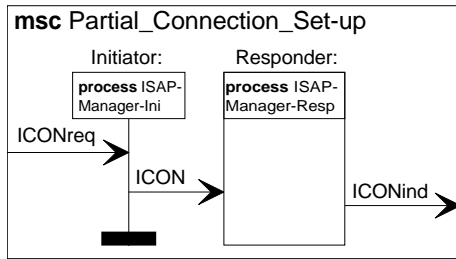 msc Partial_Connection_Set-up
Initiator: Responder:
process ISAP-
Manager-Ini
process ISAP-
Manager-Resp
ICONreq
ICON
ICONind